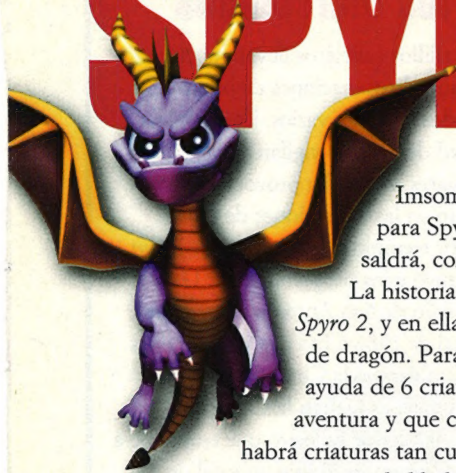 SPY
Imsom
para Spy
saldrá, co
La historia
Spyro 2, y en ella
de dragón. Para
ayuda de 6 cria
aventura y que c
habrá criaturas tan cu